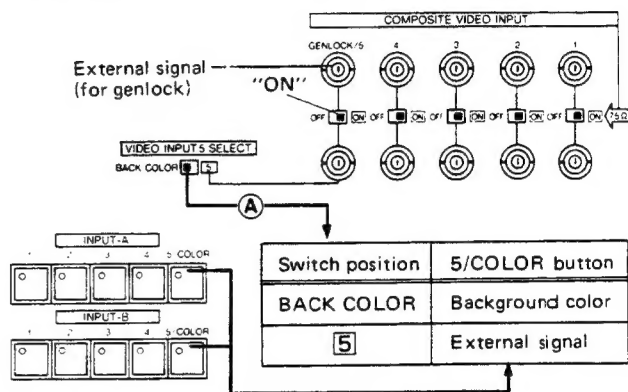 COMPOSITE VIDEO INPUT
GENLOCK/5 4 3 2 1
External signal
(for genlock)
"ON"
OFF ON OFF ON OFF ON OFF ON OFF ON 75Ω
VIDEO INPUT 5 SELECT
BACK COLOR 5
A
INPUT-A
1 2 3 4 5/COLOR
INPUT-B
1 2 3 4 5/COLOR
Switch position 5/COLOR button
BACK COLOR Background color
5 External signal